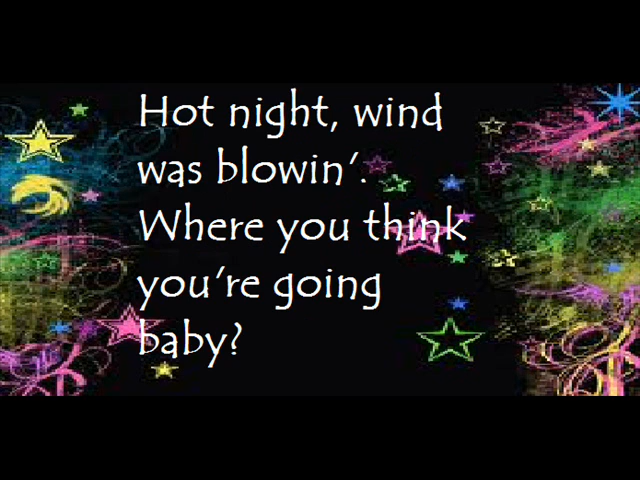 Hot night, wind
was blowin'.
Where you think
you're going
baby?